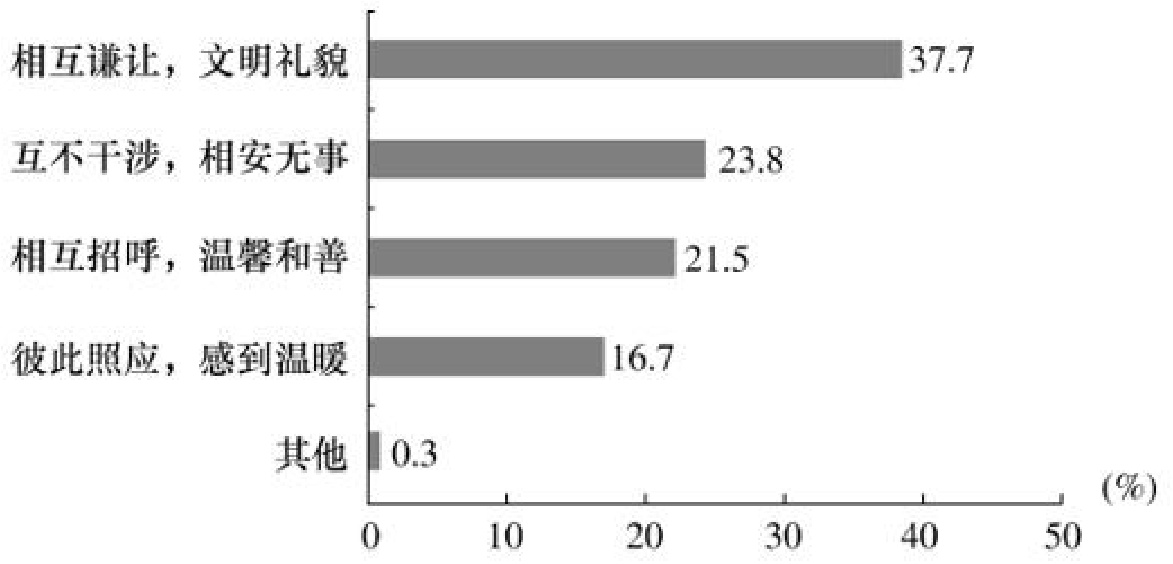 相互谦让，文明礼貌 37.7
互不干涉，相安无事 23.8
相互招呼，温馨和善 21.5
彼此照应，感到温暖 16.7
其他 0.3
(%)
0 10 20 30 40 50